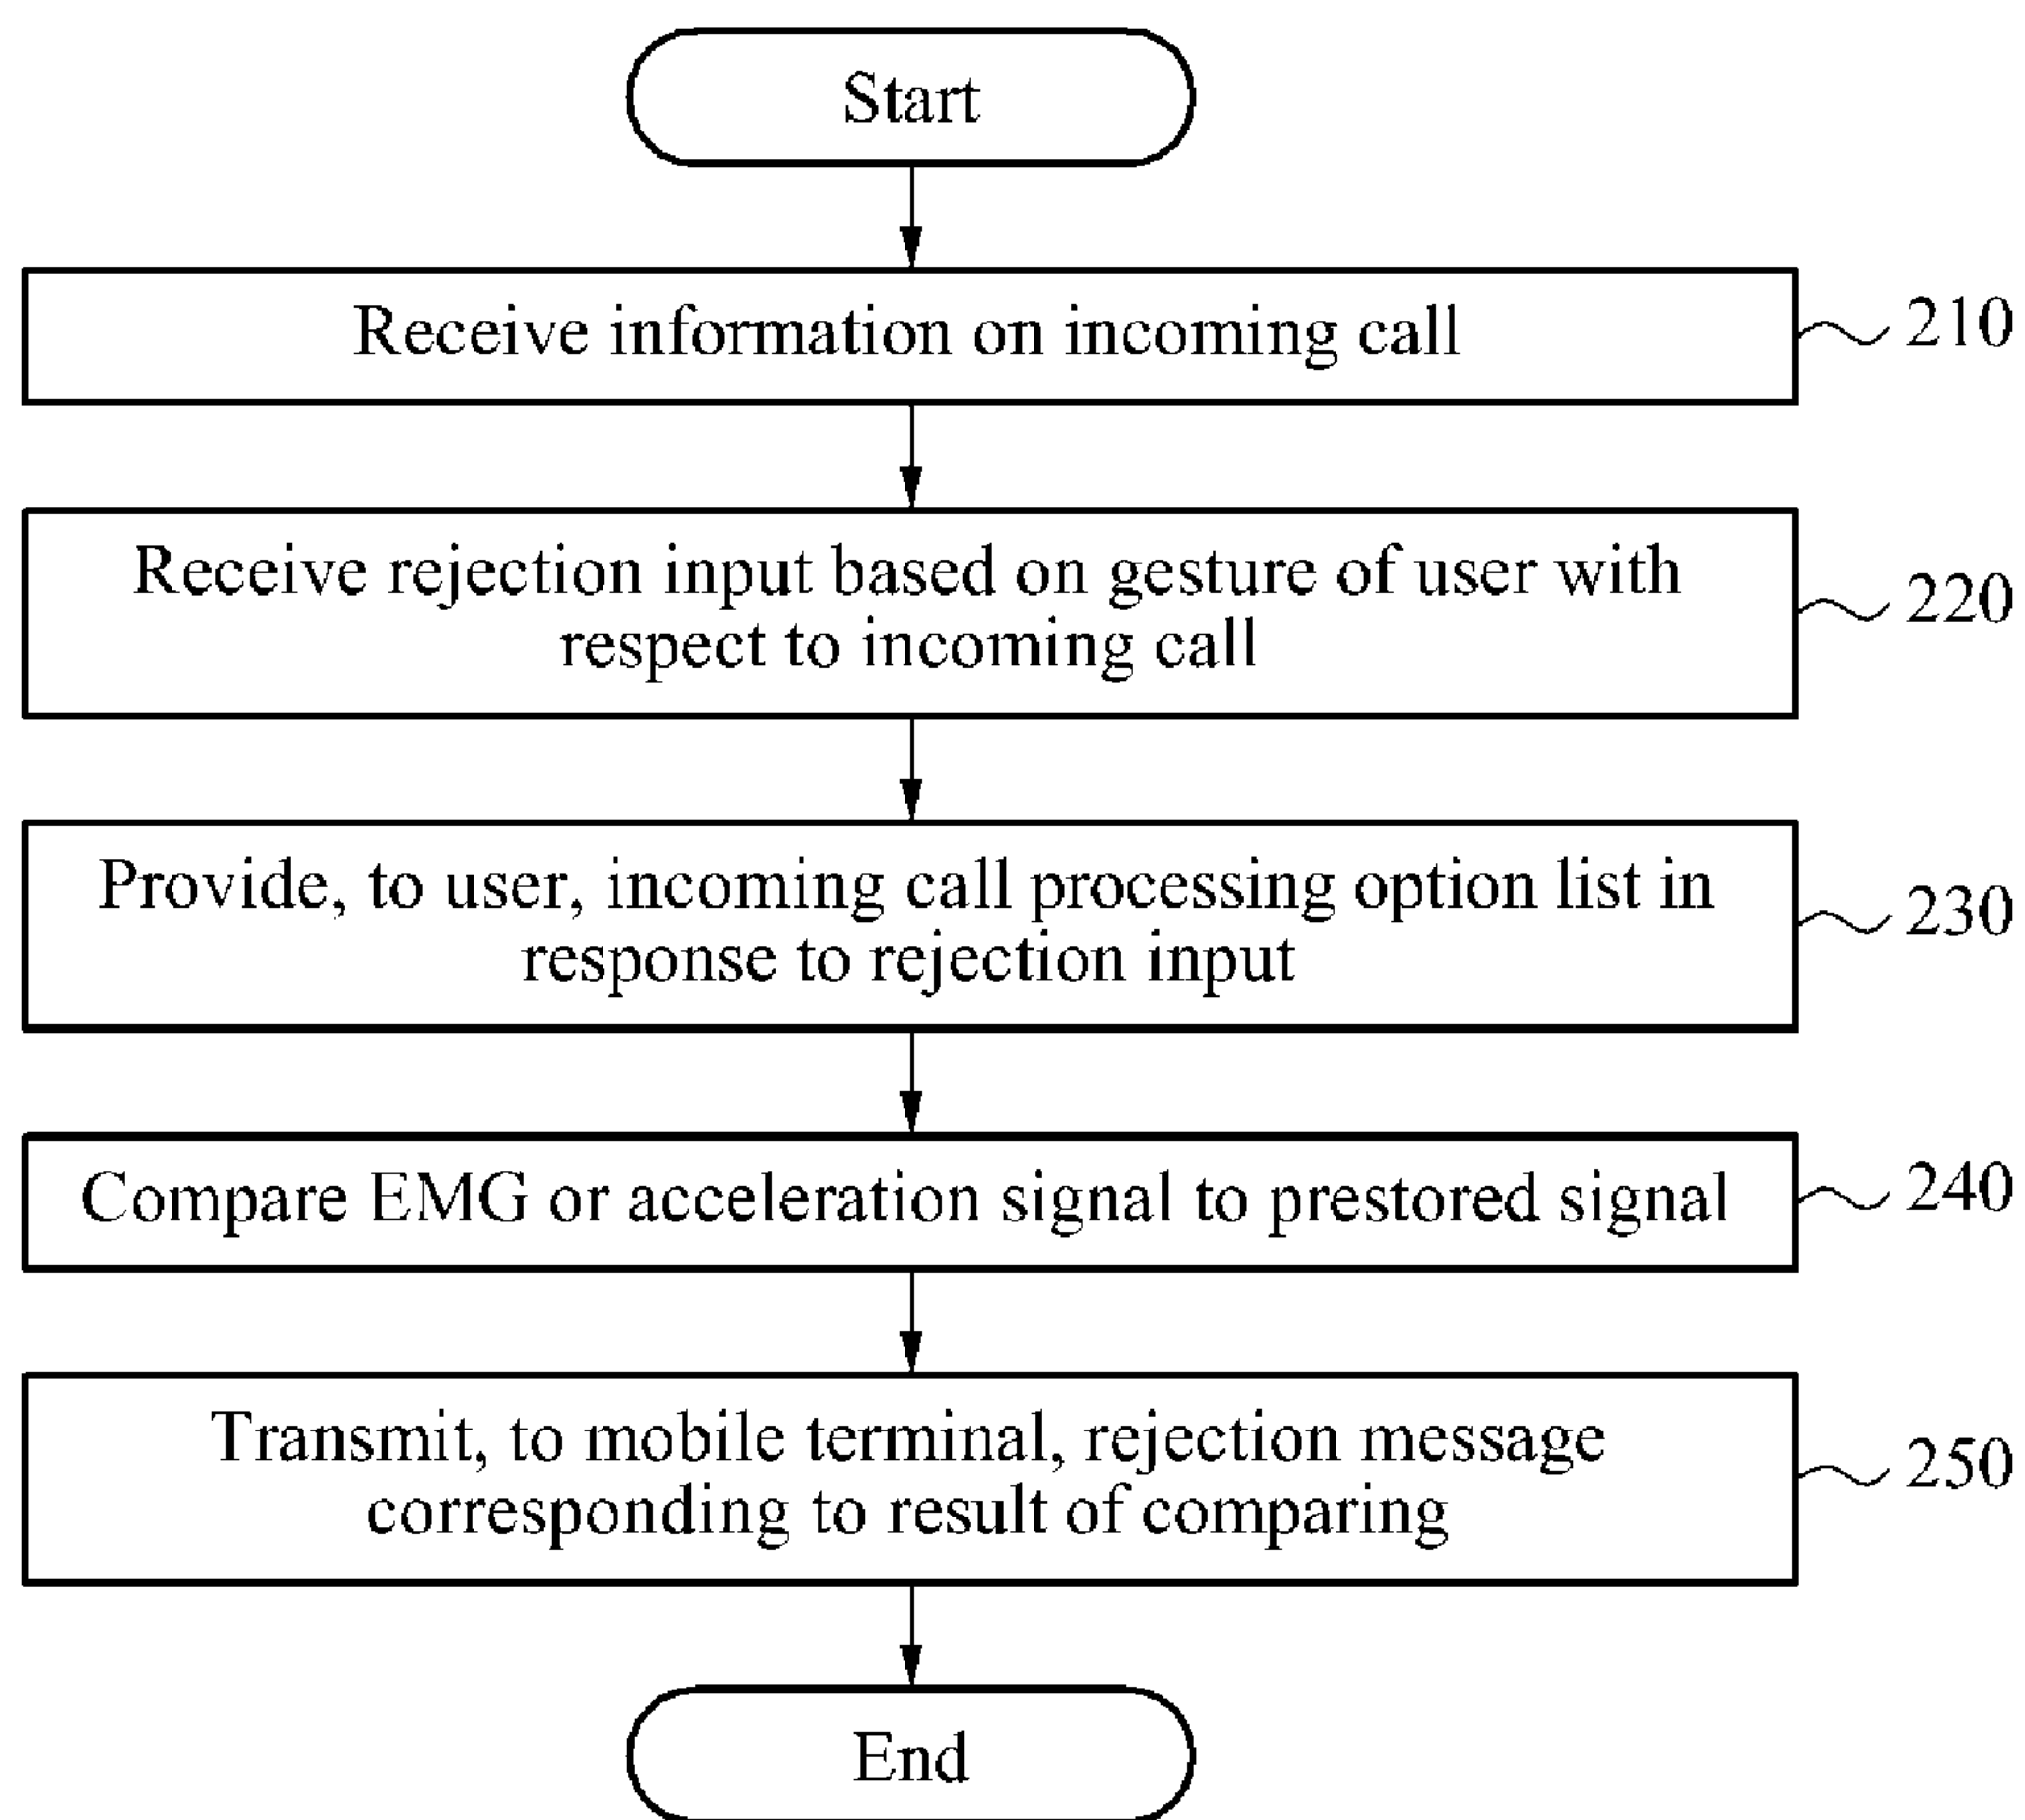 Start
Receive information on incoming call
210
Receive rejection input based on gesture of user with
respect to incoming call
220
Provide, to user, incoming call processing option list in
response to rejection input
230
Compare EMG or acceleration signal to prestored signal
240
Transmit, to mobile terminal, rejection message
corresponding to result of comparing
250
End